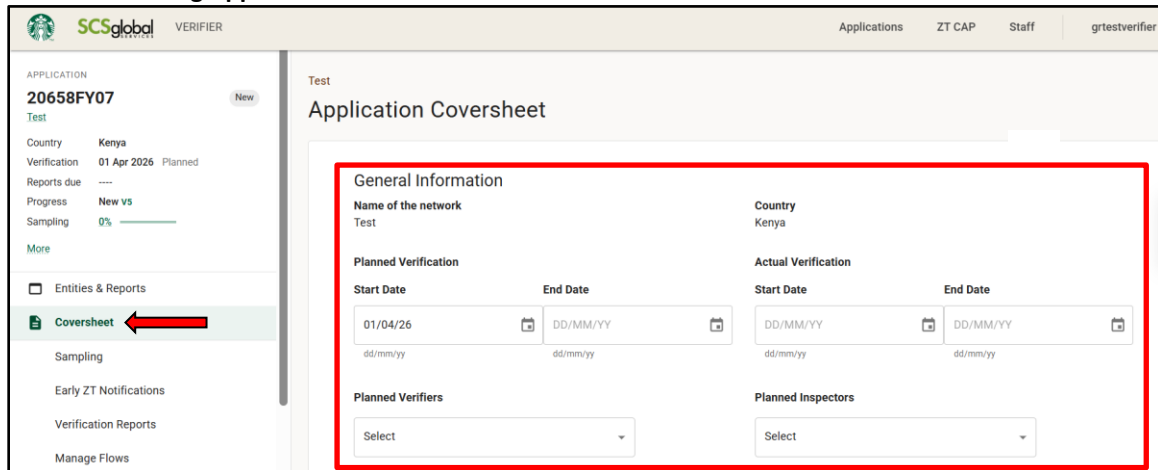 SCSglobal SERVICES VERIFIER Applications ZT CAP Staff grtestverifier
APPLICATION
20658FY07 New
Test
Country Kenya
Verification 01 Apr 2026 Planned
Reports due ----
Progress New V5
Sampling 0%
More
Entities & Reports
Coversheet
Sampling
Early ZT Notifications
Verification Reports
Manage Flows
Test
Application Coversheet
General Information
Name of the network Country
Test Kenya
Planned Verification Actual Verification
Start Date End Date Start Date End Date
01/04/26 DD/MM/YY DD/MM/YY DD/MM/YY
dd/mm/yy dd/mm/yy dd/mm/yy dd/mm/yy
Planned Verifiers Planned Inspectors
Select Select